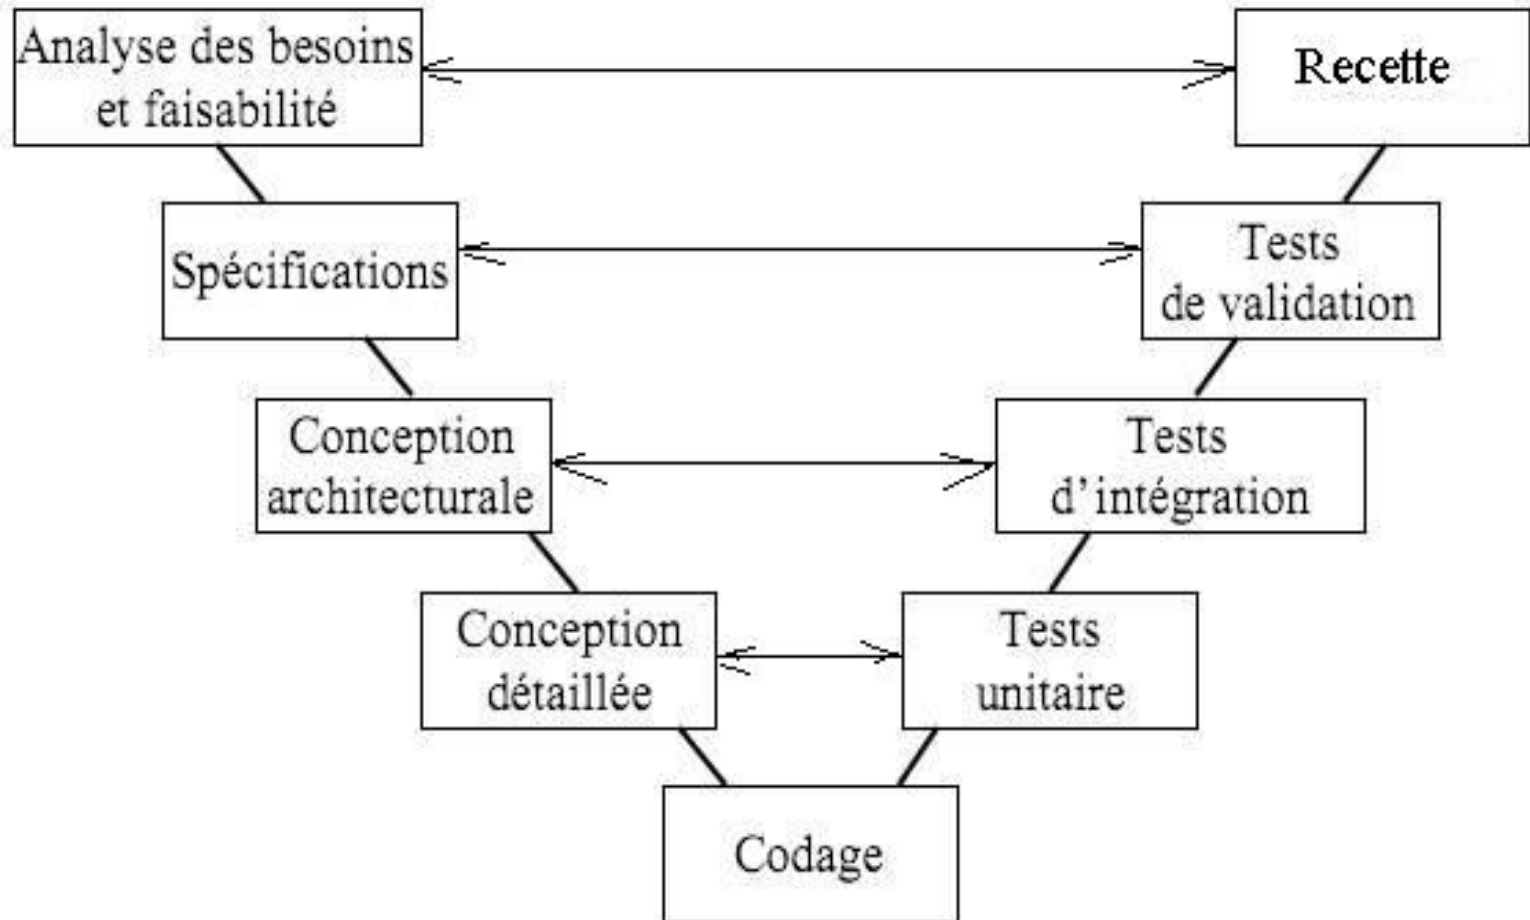 Analyse des besoins
et faisabilité
Recette
Spécifications
Tests
de validation
Conception
architecturale
Tests
d'intégration
Conception
détaillée
Tests
unitaire
Codage